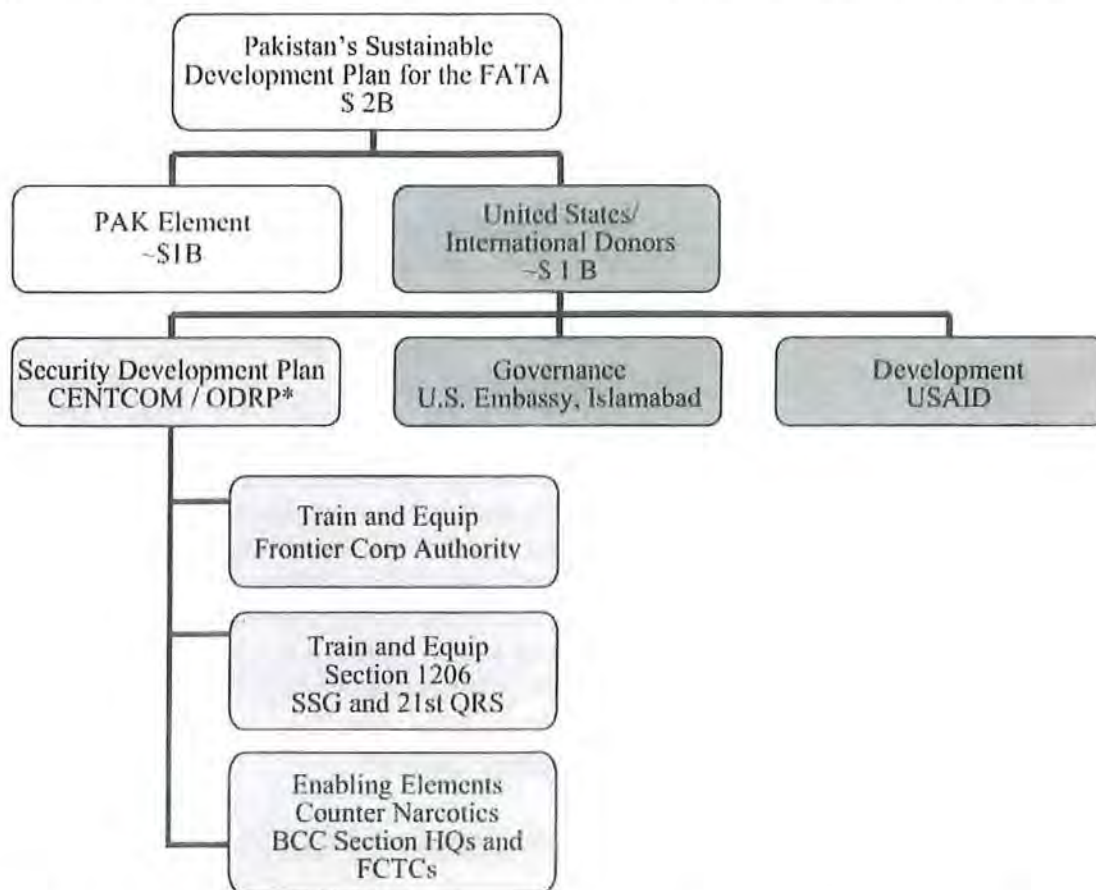 Pakistan's Sustainable
Development Plan for the FATA
$ 2B
PAK Element
~$1B
United States/
International Donors
~$ 1 B
Security Development Plan
CENTCOM / ODRP*
Governance
U.S. Embassy, Islamabad
Development
USAID
Train and Equip
Frontier Corp Authority
Train and Equip
Section 1206
SSG and 21st QRS
Enabling Elements
Counter Narcotics
BCC Section HQs and
FCTCs